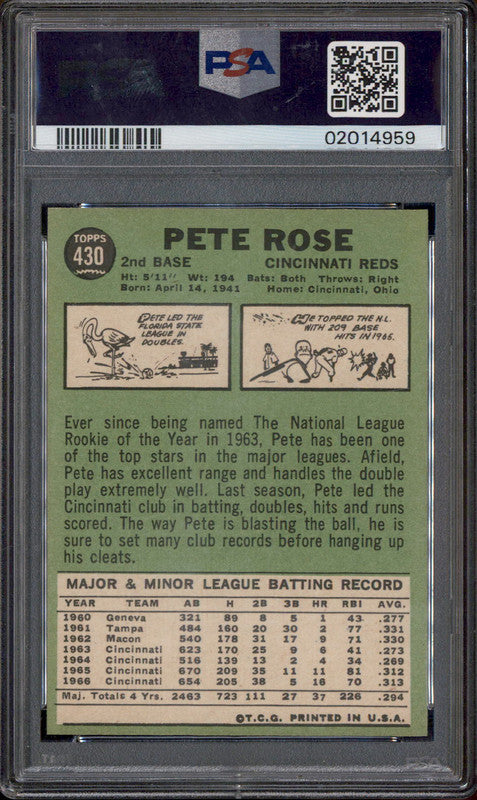 PSA
02014959
TOPPS
430
PETE ROSE
2nd BASE CINCINNATI REDS
Ht: 5'11" Wt: 194 Bats: Both Throws: Right
Born: April 14, 1941 Home: Cincinnati, Ohio
PETE LED THE
FLORIDA STATE
LEAGUE IN
DOUBLES.
HE TOPPED THE N.L.
WITH 209 BASE
HITS IN 1965.
Ever since being named The National League
Rookie of the Year in 1963, Pete has been one
of the top stars in the major leagues. Afield,
Pete has excellent range and handles the double
play extremely well. Last season, Pete led the
Cincinnati club in batting, doubles, hits and runs
scored. The way Pete is blasting the ball, he is
sure to set many club records before hanging up
his cleats.
MAJOR & MINOR LEAGUE BATTING RECORD
YEAR TEAM AB H 2B 3B HR RBI AVG.
1960 Geneva 321 89 8 5 1 43 .277
1961 Tampa 484 160 20 30 2 77 .331
1962 Macon 540 178 31 17 9 71 .330
1963 Cincinnati 623 170 25 9 6 41 .273
1964 Cincinnati 516 139 13 2 4 34 .269
1965 Cincinnati 670 209 35 11 11 81 .312
1966 Cincinnati 654 205 38 5 16 70 .313
Maj. Totals 4 Yrs. 2463 723 111 27 37 226 .294
©T.C.G. PRINTED IN U.S.A.